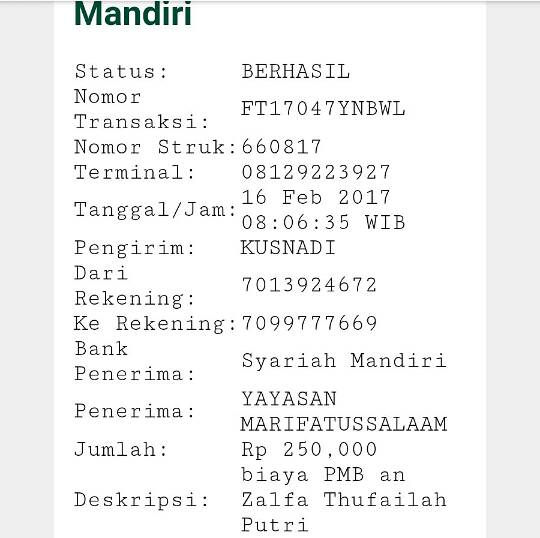 Mandiri
Status: BERHASIL
Nomor Transaksi: FT17047YNBWL
Nomor Struk: 660817
Terminal: 08129223927
Tanggal/Jam: 16 Feb 2017
08:06:35 WIB
Pengirim: KUSNADI
Dari Rekening: 7013924672
Ke Rekening: 7099777669
Bank Penerima: Syariah Mandiri
Penerima: YAYASAN
MARIFATUSSALAAM
Jumlah: Rp 250,000
Deskripsi: biaya PMB an
Zalfa Thufailah
Putri